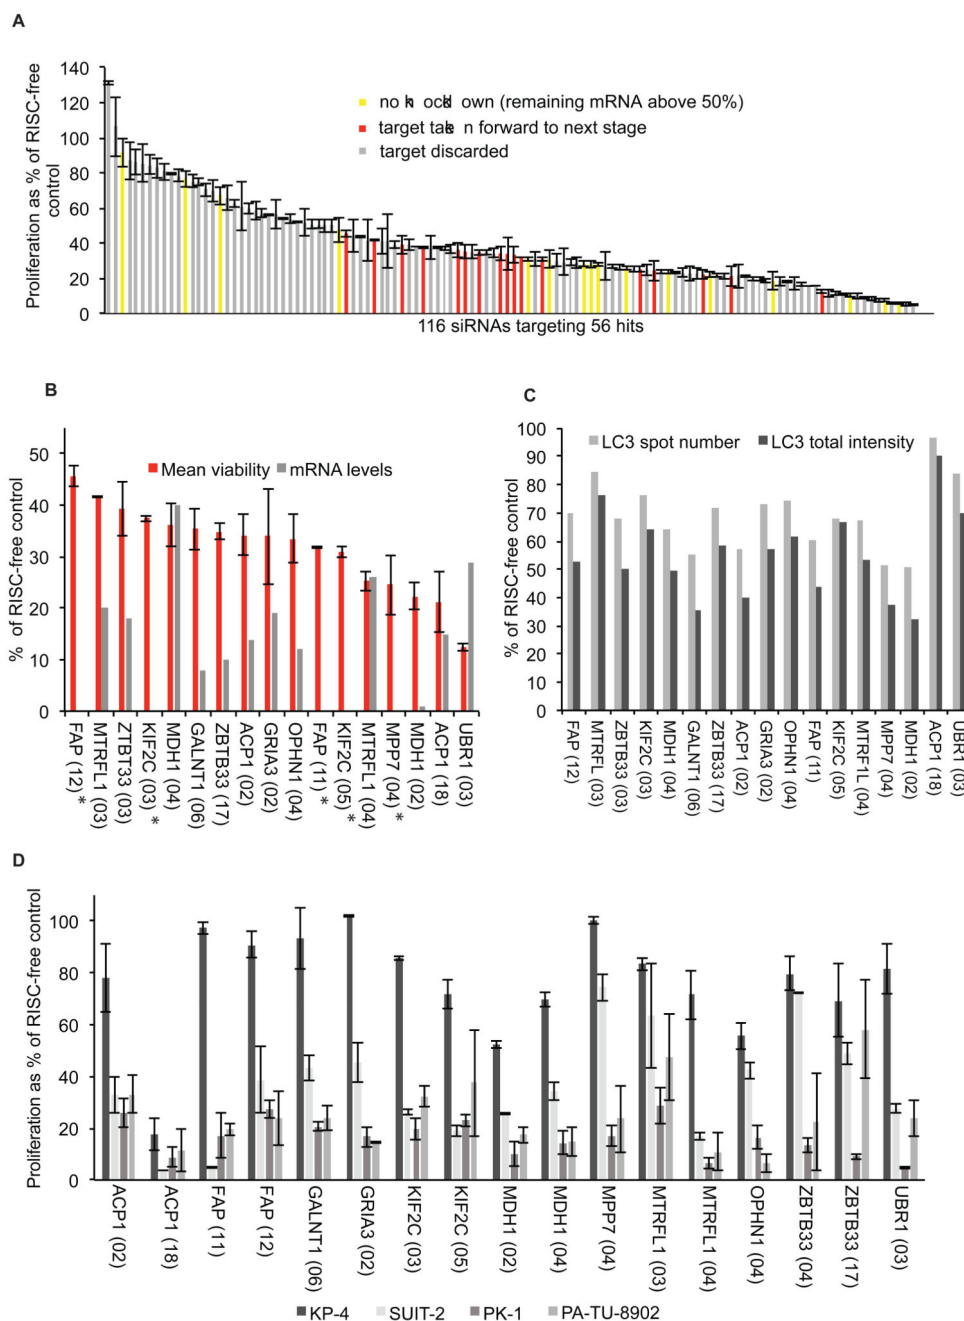 A
Proliferation as % of RISC-free
control
140
120
100
80
60
40
20
0
no knockdown (remaining mRNA above 50%)
target taken forward to next stage
target discarded
116 siRNAs targeting 56 hits
B
% of RISC-free control
50
40
30
20
10
0
Mean viability
mRNA levels
FAP (12) *
MTRFL1 (03)
ZTBT33 (03)
KIF2C (03) *
MDH1 (04)
GALNT1 (06)
ZBTB33 (17)
ACP1 (02)
GRIA3 (02)
OPHN1 (04)
FAP (11) *
KIF2C (05) *
MTRFL1 (04)
MPP7 (04) *
MDH1 (02)
ACP1 (18)
UBR1 (03)
C
% of RISC-free control
100
90
80
70
60
50
40
30
20
10
0
LC3 spot number
LC3 total intensity
FAP (12)
MTRFL (03)
ZBTB33 (03)
KIF2C (03)
MDH1 (04)
GALNT1 (06)
ZBTB33 (17)
ACP1 (02)
GRIA3 (02)
OPHN1 (04)
FAP (11)
KIF2C (05)
MTRF1L (04)
MPP7 (04)
MDH1 (02)
ACP1 (18)
UBR1 (03)
D
Proliferation as % of RISC-free control
100
80
60
40
20
0
ACP1 (02)
ACP1 (18)
FAP (11)
FAP (12)
GALNT1 (06)
GRIA3 (02)
KIF2C (03)
KIF2C (05)
MDH1 (02)
MDH1 (04)
MPP7 (04)
MTRFL1 (03)
MTRFL1 (04)
OPHN1 (04)
ZBTB33 (04)
ZBTB33 (17)
UBR1 (03)
KP-4
SUIT-2
PK-1
PA-TU-8902